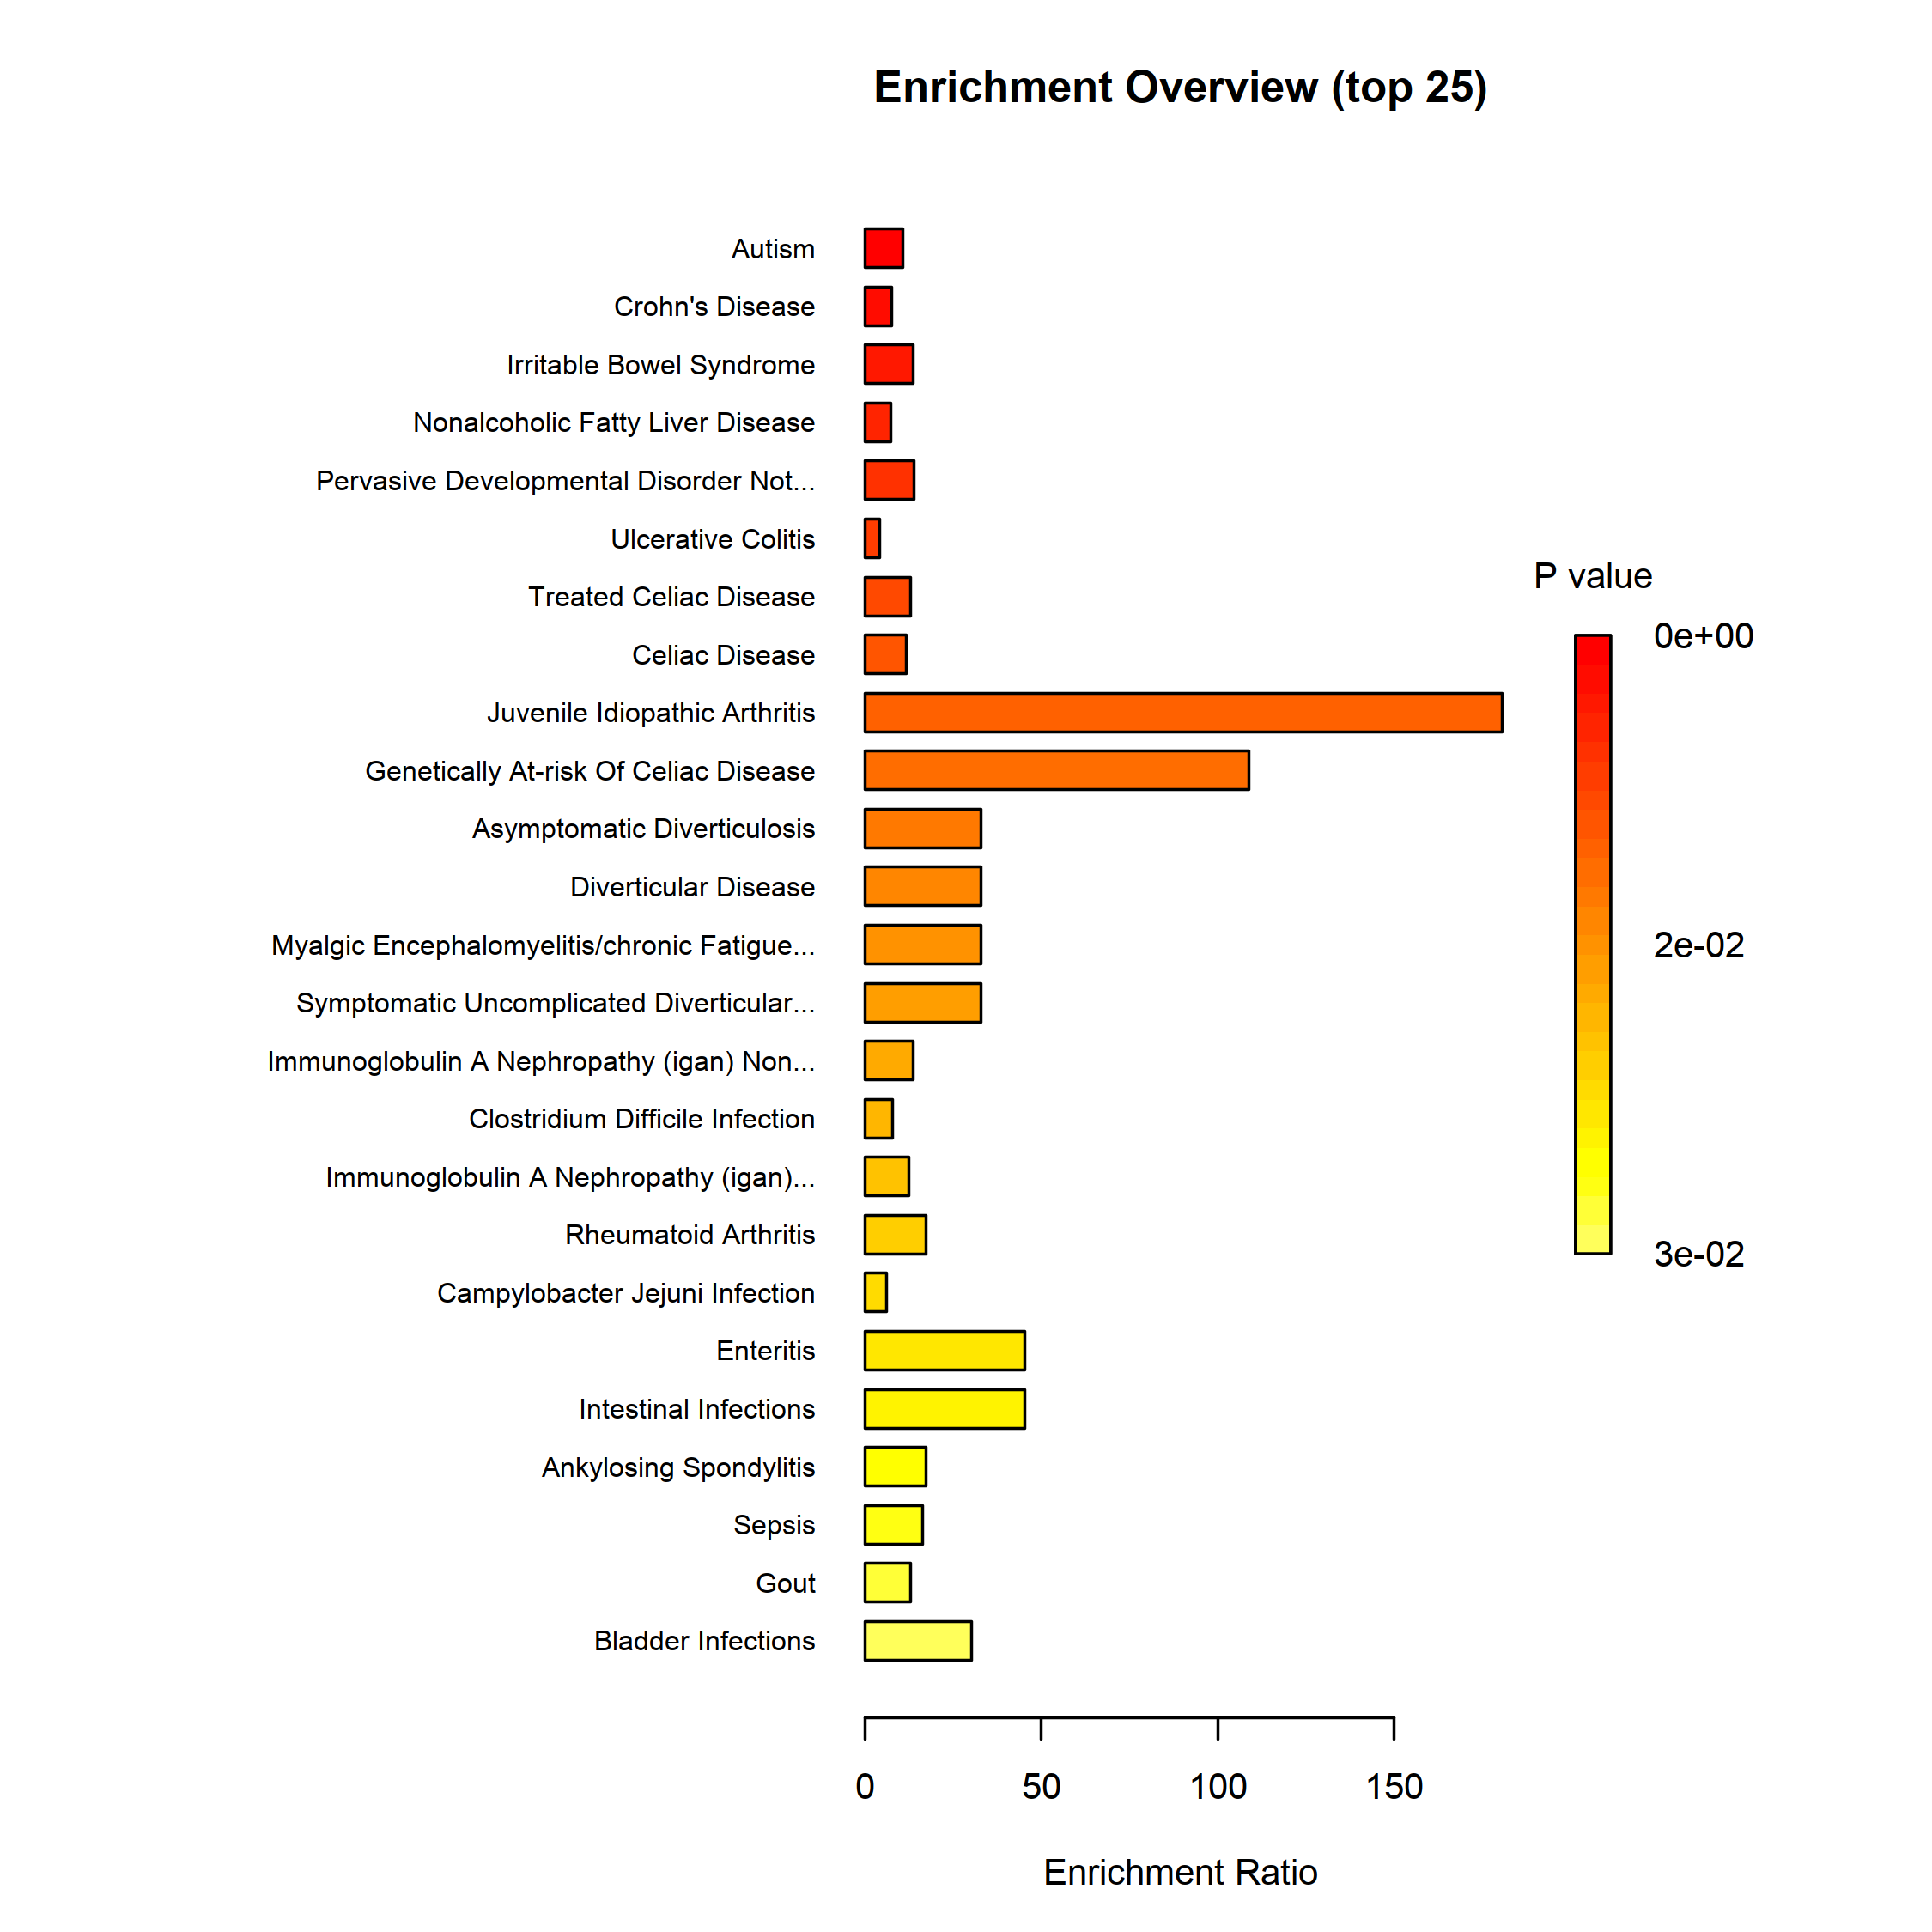 Enrichment Overview (top 25)
Autism
Crohn's Disease
Irritable Bowel Syndrome
Nonalcoholic Fatty Liver Disease
Pervasive Developmental Disorder Not...
Ulcerative Colitis
Treated Celiac Disease
Celiac Disease
Juvenile Idiopathic Arthritis
Genetically At-risk Of Celiac Disease
Asymptomatic Diverticulosis
Diverticular Disease
Myalgic Encephalomyelitis/chronic Fatigue...
Symptomatic Uncomplicated Diverticular...
Immunoglobulin A Nephropathy (igan) Non...
Clostridium Difficile Infection
Immunoglobulin A Nephropathy (igan)...
Rheumatoid Arthritis
Campylobacter Jejuni Infection
Enteritis
Intestinal Infections
Ankylosing Spondylitis
Sepsis
Gout
Bladder Infections
P value
0e+00
2e-02
3e-02
0 50 100 150
Enrichment Ratio